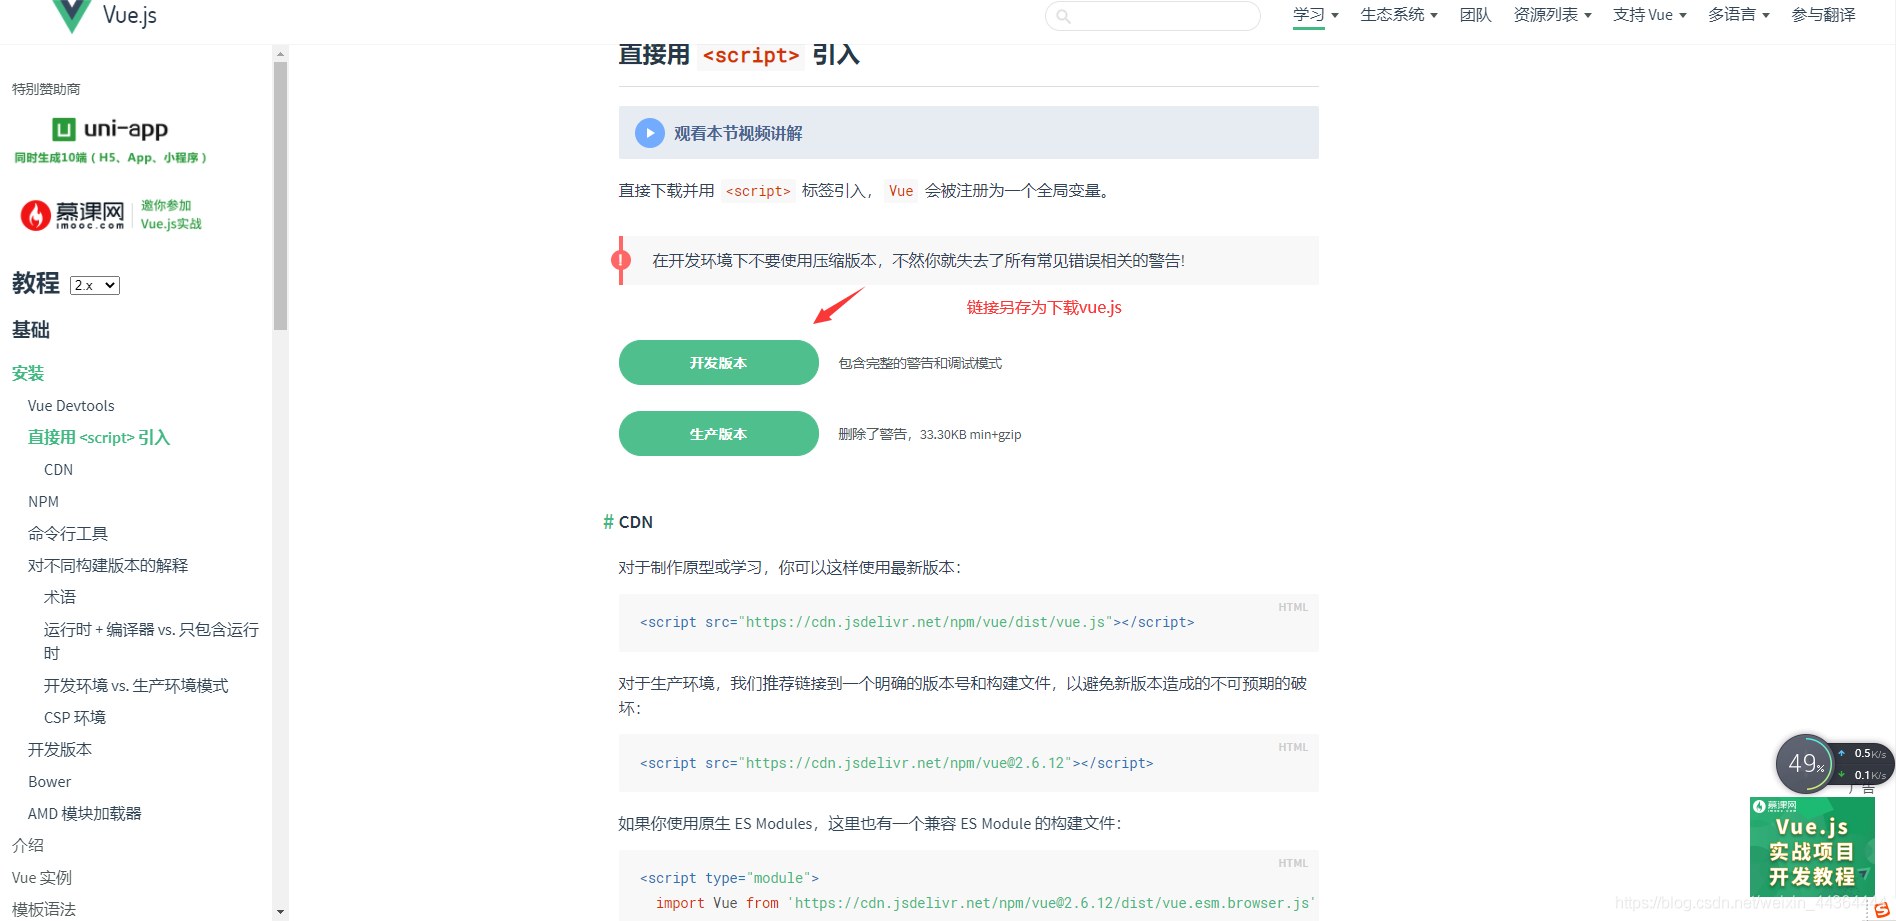 Vue.js
学习
生态系统
团队
资源列表
支持 Vue
多语言
参与翻译
特别赞助商
uni-app
同时生成10端（H5、App、小程序）
慕课网
imooc.com
邀你参加
Vue.js实战
教程 2.x
基础
安装
Vue Devtools
直接用 <script> 引入
CDN
NPM
命令行工具
对不同构建版本的解释
术语
运行时 + 编译器 vs. 只包含运行
时
开发环境 vs. 生产环境模式
CSP 环境
开发版本
Bower
AMD 模块加载器
介绍
Vue 实例
模板语法
直接用 <script> 引入
观看本节视频讲解
直接下载并用 <script> 标签引入，Vue 会被注册为一个全局变量。
在开发环境下不要使用压缩版本，不然你就失去了所有常见错误相关的警告!
链接另存为下载vue.js
开发版本 包含完整的警告和调试模式
生产版本 删除了警告，33.30KB min+gzip
# CDN
对于制作原型或学习，你可以这样使用最新版本：
HTML
<script src="https://cdn.jsdelivr.net/npm/vue/dist/vue.js"></script>
对于生产环境，我们推荐链接到一个明确的版本号和构建文件，以避免新版本造成的不可预期的破
坏：
HTML
<script src="https://cdn.jsdelivr.net/npm/vue@2.6.12"></script>
如果你使用原生 ES Modules，这里也有一个兼容 ES Module 的构建文件：
HTML
<script type="module">
import Vue from 'https://cdn.jsdelivr.net/npm/vue@2.6.12/dist/vue.esm.browser.js'
49%
0.5K/s
0.1K/s
广告
慕课网
Vue.js
实战项目
开发教程